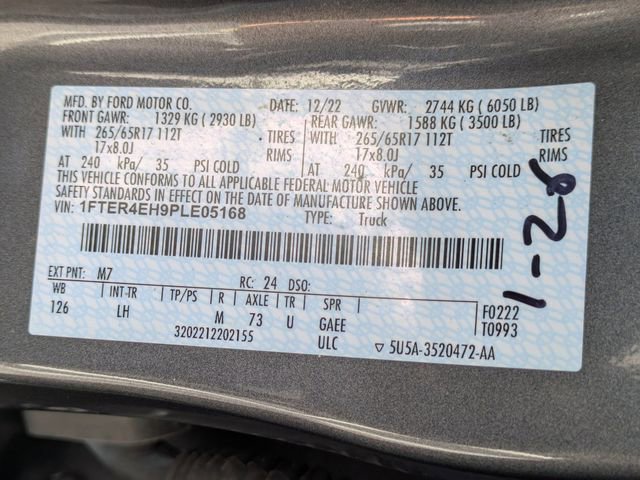 MFD. BY FORD MOTOR CO. DATE: 12/22 GVWR: 2744 KG ( 6050 LB)
FRONT GAWR: 1329 KG ( 2930 LB) REAR GAWR: 1588 KG ( 3500 LB)
WITH 265/65R17 112T TIRES WITH 265/65R17 112T TIRES
17x8.0J RIMS 17x8.0J RIMS
AT 240 kPa/ 35 PSI COLD AT 240 kPa/ 35 PSI COLD
THIS VEHICLE CONFORMS TO ALL APPLICABLE FEDERAL MOTOR VEHICLE
SAFETY STANDARDS IN EFFECT ON THE DATE OF MANUFACTURE SHOWN ABOVE.
VIN: 1FTER4EH9PLE05168 TYPE: Truck
EXT PNT: M7 RC: 24 DSO:
WB INT-TR TP/PS R AXLE TR SPR
126 LH M 73 U GAEE
3202212202155 ULC
F0222
T0993
5U5A-3520472-AA
1-28